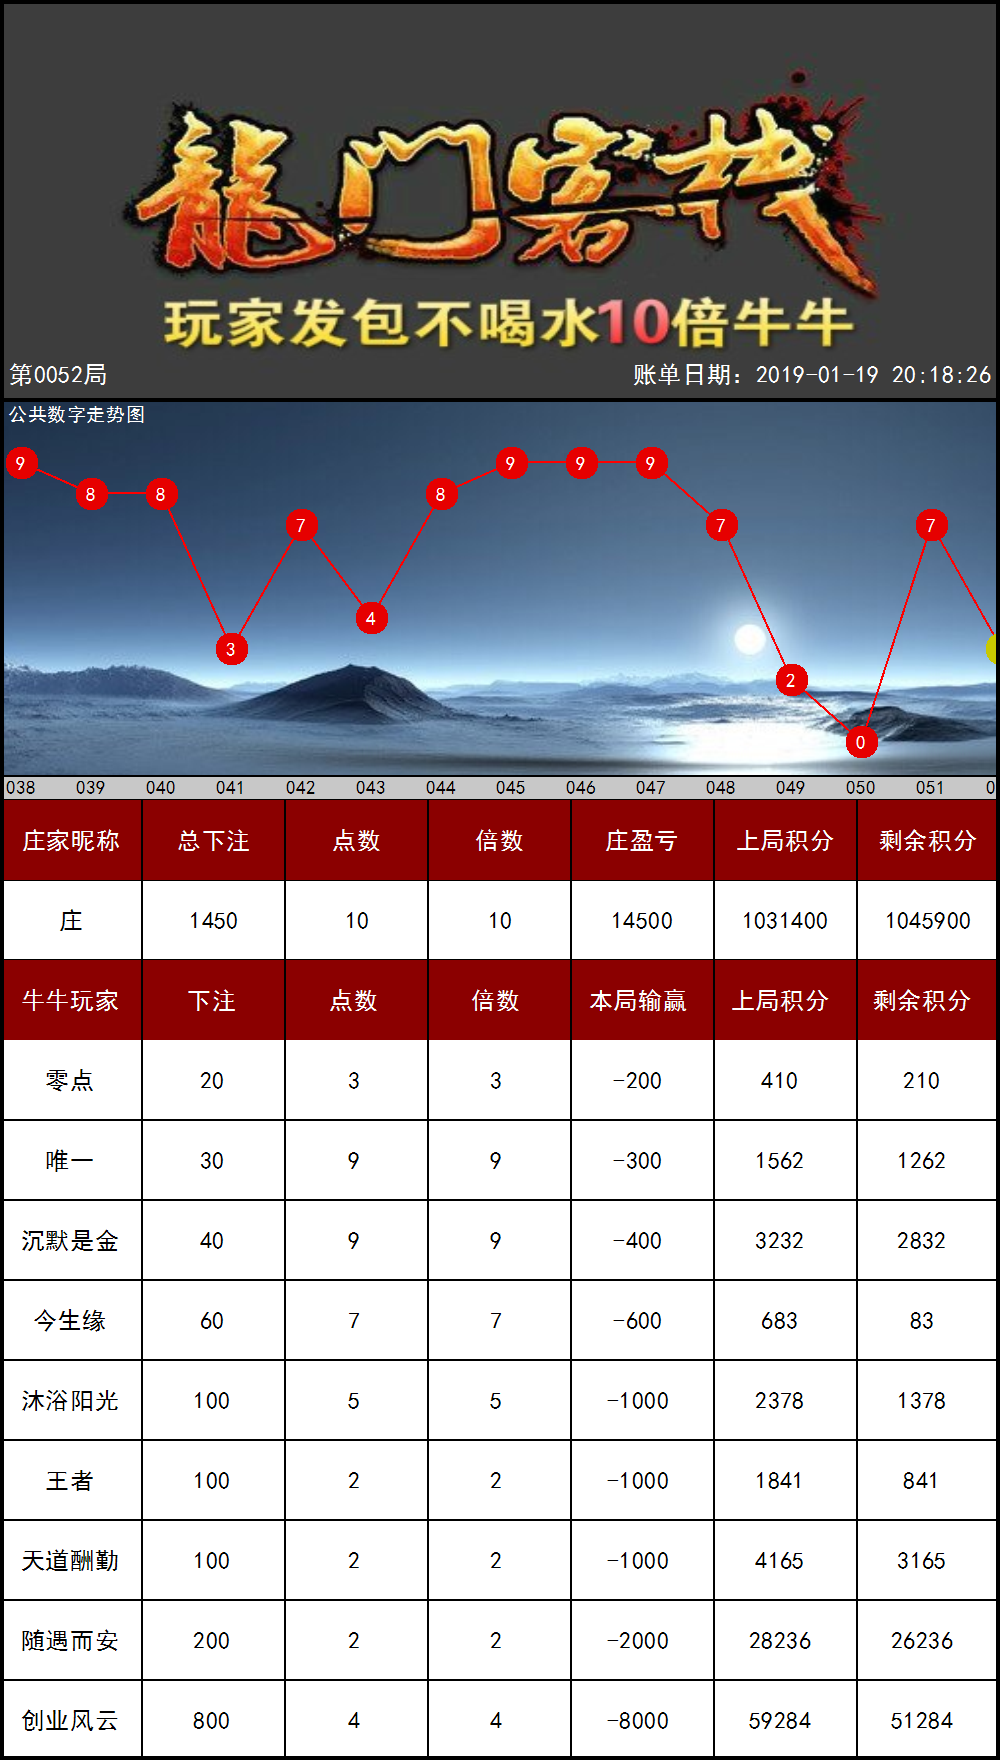 龍门客栈
玩家发包不喝水10倍牛牛
第0052局 账单日期：2019-01-19 20:18:26
公共数字走势图
9 8 8 3 7 4 8 9 9 9 7 2 0 7
038 039 040 041 042 043 044 045 046 047 048 049 050 051 0
庄家昵称 总下注 点数 倍数 庄盈亏 上局积分 剩余积分
庄 1450 10 10 14500 1031400 1045900
牛牛玩家 下注 点数 倍数 本局输赢 上局积分 剩余积分
零点 20 3 3 -200 410 210
唯一 30 9 9 -300 1562 1262
沉默是金 40 9 9 -400 3232 2832
今生缘 60 7 7 -600 683 83
沐浴阳光 100 5 5 -1000 2378 1378
王者 100 2 2 -1000 1841 841
天道酬勤 100 2 2 -1000 4165 3165
随遇而安 200 2 2 -2000 28236 26236
创业风云 800 4 4 -8000 59284 51284